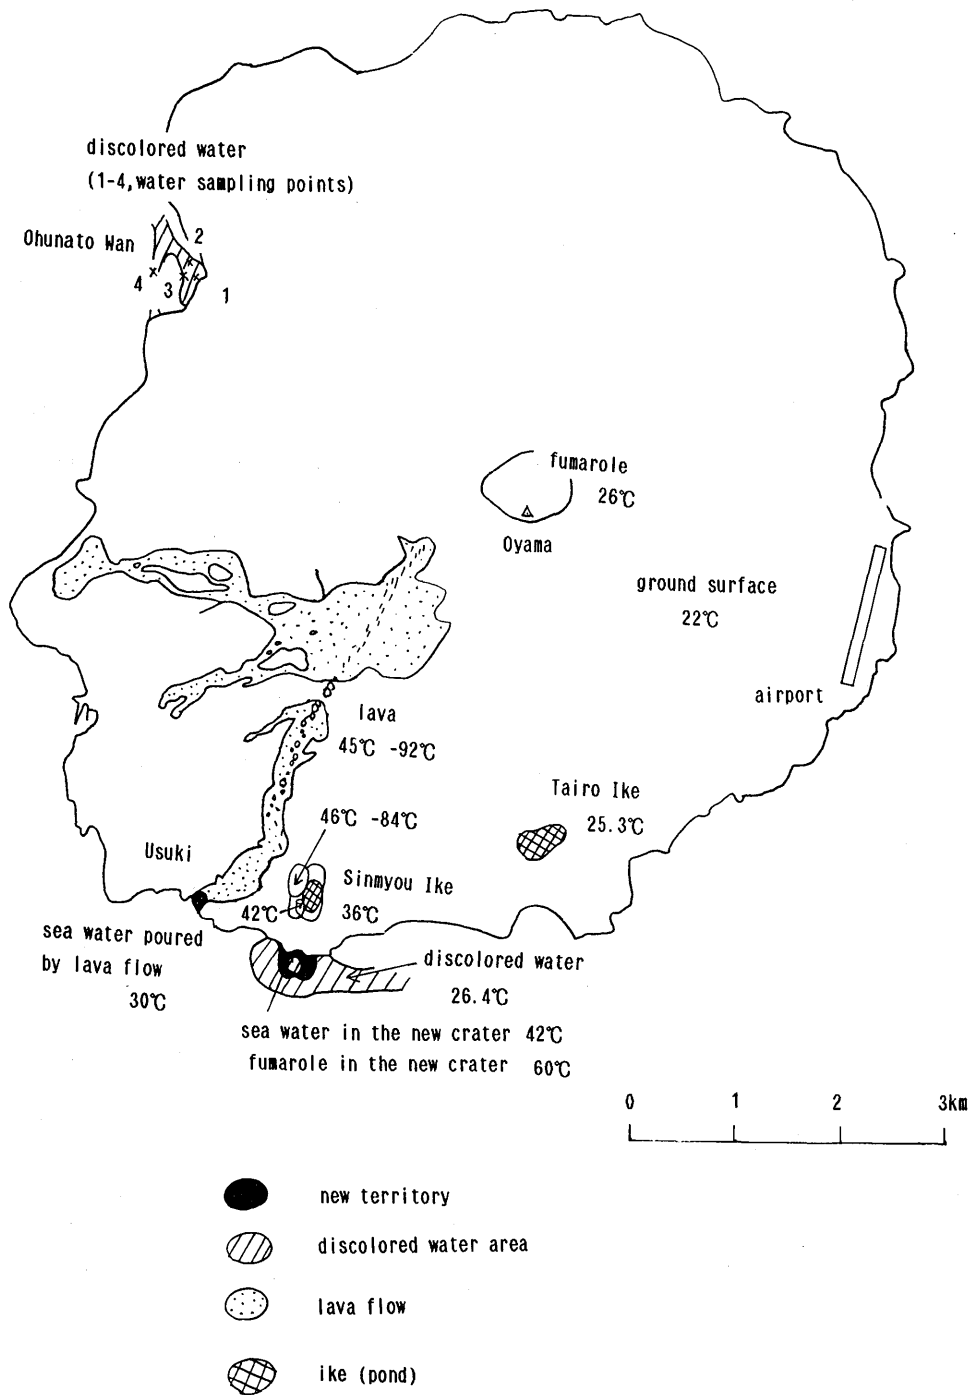 discolored water
(1-4,water sampling points)
Ohunato Wan
2
4
3
1
fumarole
26℃
Oyama
ground surface
22℃
airport
lava
45℃ -92℃
Tairo Ike
25.3℃
46℃ -84℃
Usuki
Sinmyou Ike
42℃
36℃
sea water poured
by lava flow
30℃
discolored water
26.4℃
sea water in the new crater 42℃
fumarole in the new crater 60℃
0 1 2 3km
new territory
discolored water area
lava flow
ike (pond)